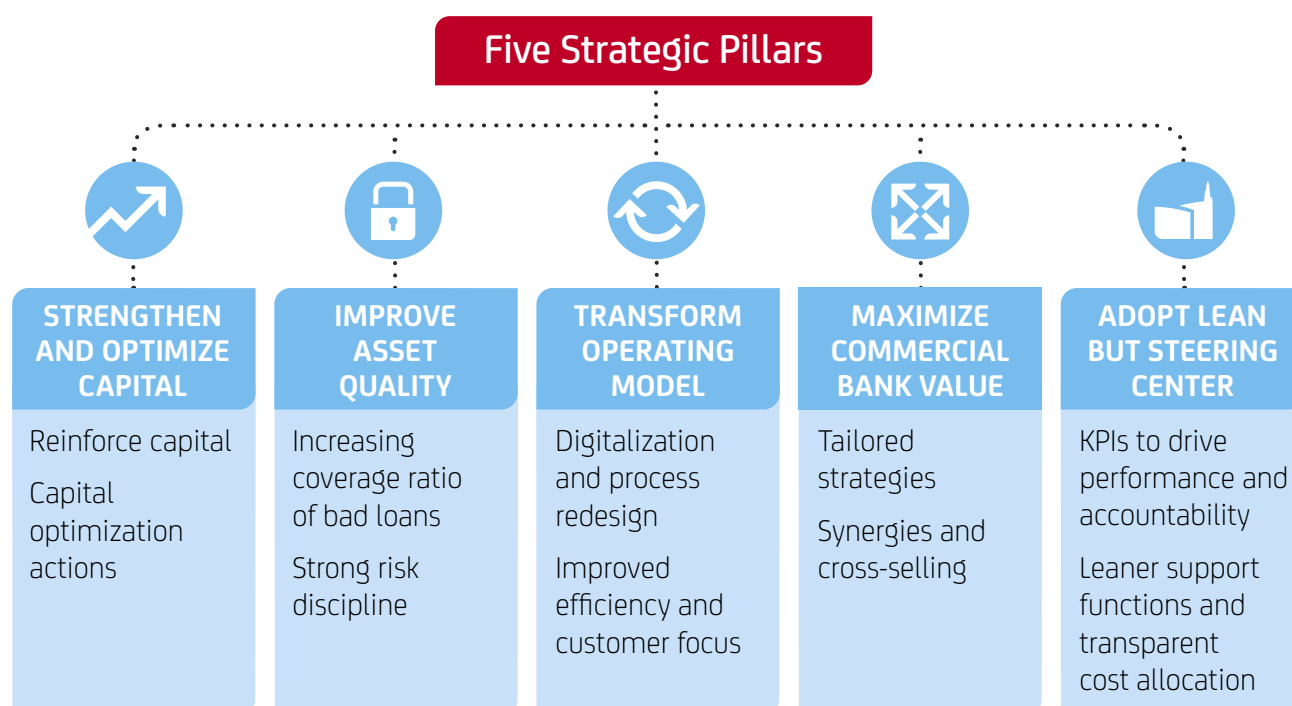 Five Strategic Pillars
STRENGTHEN
AND OPTIMIZE
CAPITAL
Reinforce capital
Capital
optimization
actions
IMPROVE
ASSET
QUALITY
Increasing
coverage ratio
of bad loans
Strong risk
discipline
TRANSFORM
OPERATING
MODEL
Digitalization
and process
redesign
Improved
efficiency and
customer focus
MAXIMIZE
COMMERCIAL
BANK VALUE
Tailored
strategies
Synergies and
cross-selling
ADOPT LEAN
BUT STEERING
CENTER
KPIs to drive
performance and
accountability
Leaner support
functions and
transparent
cost allocation